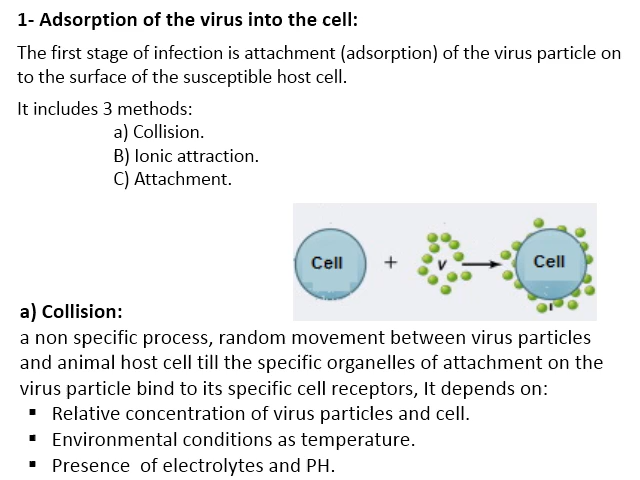 1- Adsorption of the virus into the cell:
The first stage of infection is attachment (adsorption) of the virus particle on
to the surface of the susceptible host cell.
It includes 3 methods:
a) Collision.
B) Ionic attraction.
C) Attachment.
Cell + v Cell
a) Collision:
a non specific process, random movement between virus particles
and animal host cell till the specific organelles of attachment on the
virus particle bind to its specific cell receptors, It depends on:
▪ Relative concentration of virus particles and cell.
▪ Environmental conditions as temperature.
▪ Presence of electrolytes and PH.